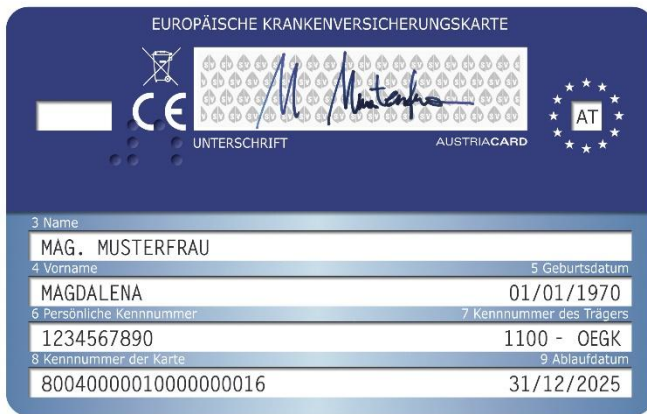 EUROPÄISCHE KRANKENVERSICHERUNGSKARTE
CE
M Musterfrau
AT
UNTERSCHRIFT AUSTRIACARD
3 Name
MAG. MUSTERFRAU
4 Vorname 5 Geburtsdatum
MAGDALENA 01/01/1970
6 Persönliche Kennnummer 7 Kennnummer des Trägers
1234567890 1100 - OEGK
8 Kennnummer der Karte 9 Ablaufdatum
80040000010000000016 31/12/2025